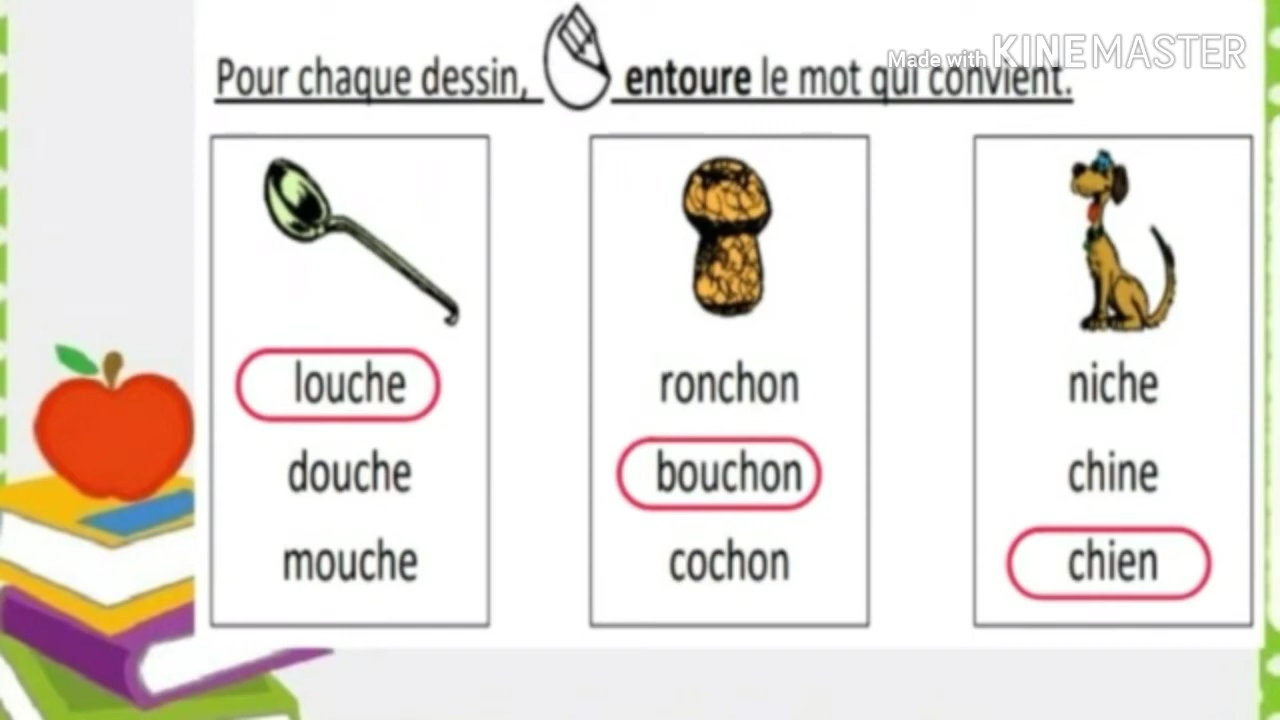 Made with KINEMASTER
Pour chaque dessin, entoure le mot qui convient.
louche
douche
mouche
ronchon
bouchon
cochon
niche
chine
chien